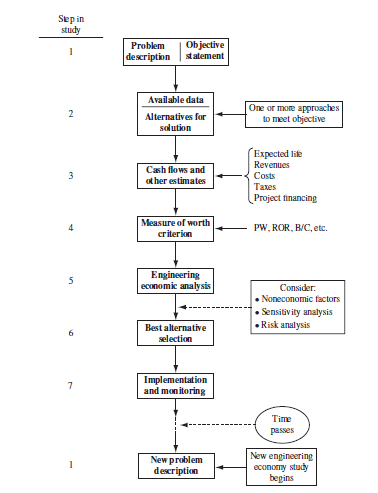 Step in
study
1
Problem
description
Objective
statement
2
Available data
Alternatives for
solution
One or more approaches
to meet objective
3
Cash flows and
other estimates
Expected life
Revenues
Costs
Taxes
Project financing
4
Measure of worth
criterion
PW, ROR, B/C, etc.
5
Engineering
economic analysis
Consider:
• Noneconomic factors
• Sensitivity analysis
• Risk analysis
6
Best alternative
selection
7
Implementation
and monitoring
Time
passes
1
New problem
description
New engineering
economy study
begins